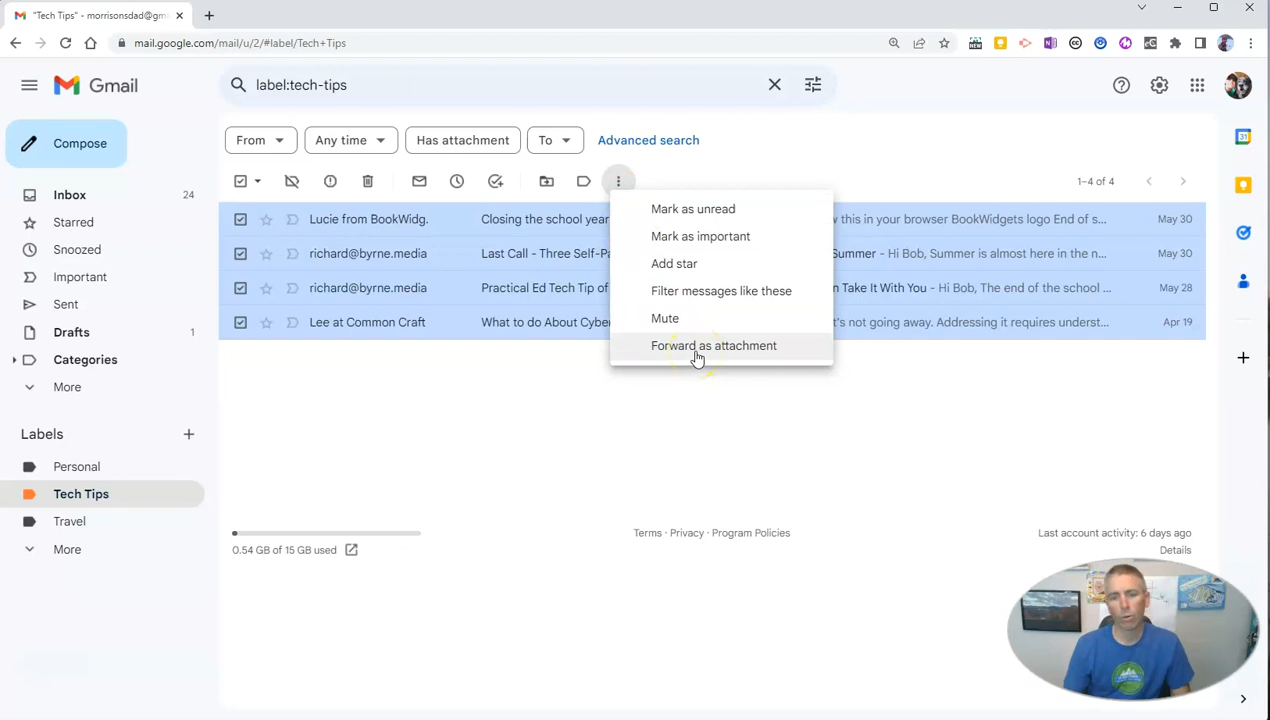 "Tech Tips" - morrisonsdad@gm
mail.google.com/mail/u/2/#label/Tech+Tips
Gmail
label:tech-tips
Compose
From
Any time
Has attachment
To
Advanced search
1–4 of 4
Inbox 24
Starred
Snoozed
Important
Sent
Drafts 1
Categories
More
Labels
Personal
Tech Tips
Travel
More
Lucie from BookWidg. Closing the school year w this in your browser BookWidgets logo End of s... May 30
richard@byrne.media Last Call - Three Self-Pa Summer - Hi Bob, Summer is almost here in the n... May 30
richard@byrne.media Practical Ed Tech Tip of n Take It With You - Hi Bob, The end of the school ... May 28
Lee at Common Craft What to do About Cyber 's not going away. Addressing it requires underst... Apr 19
Mark as unread
Mark as important
Add star
Filter messages like these
Mute
Forward as attachment
0.54 GB of 15 GB used
Terms · Privacy · Program Policies
Last account activity: 6 days ago
Details